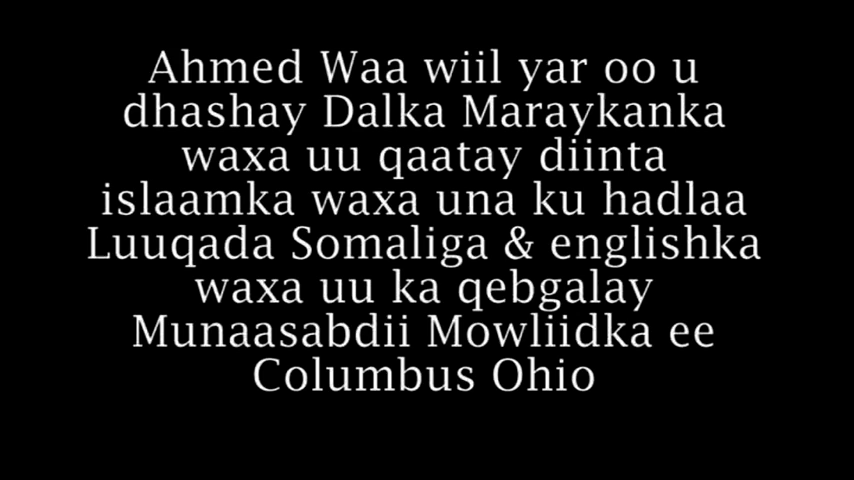 Ahmed Waa wiil yar oo u
dhashay Dalka Maraykanka
waxa uu qaatay diinta
islaamka waxa una ku hadlaa
Luuqada Somaliga & englishka
waxa uu ka qebgalay
Munaasabdii Mowliidka ee
Columbus Ohio